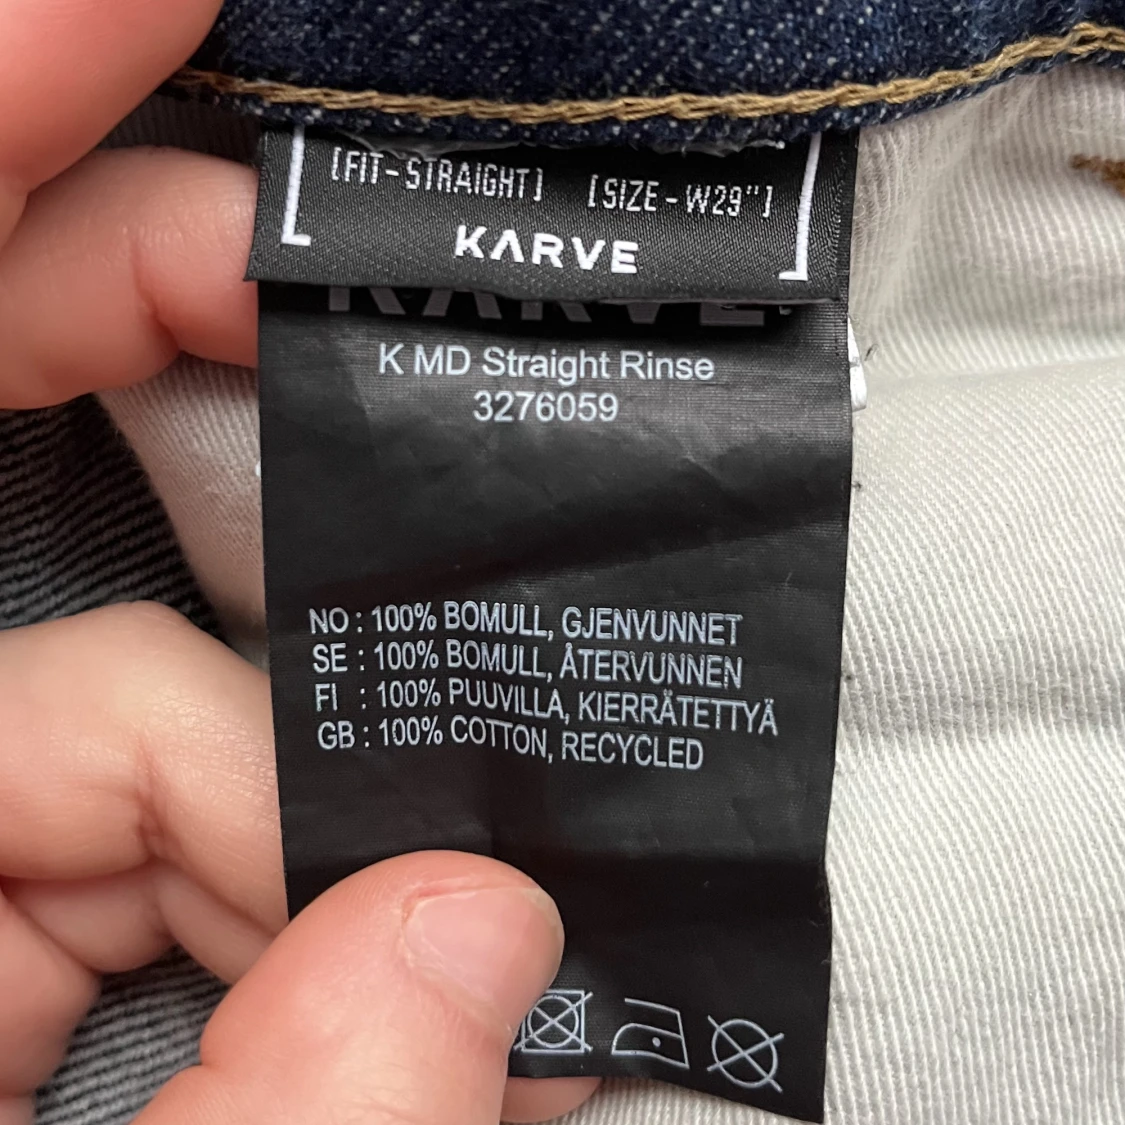 [FIT-STRAIGHT] [SIZE-W29"]
KARVE
KARVE.
K MD Straight Rinse
3276059
NO : 100% BOMULL, GJENVUNNET
SE : 100% BOMULL, ÅTERVUNNEN
FI : 100% PUUVILLA, KIERRÄTETTYÄ
GB : 100% COTTON, RECYCLED